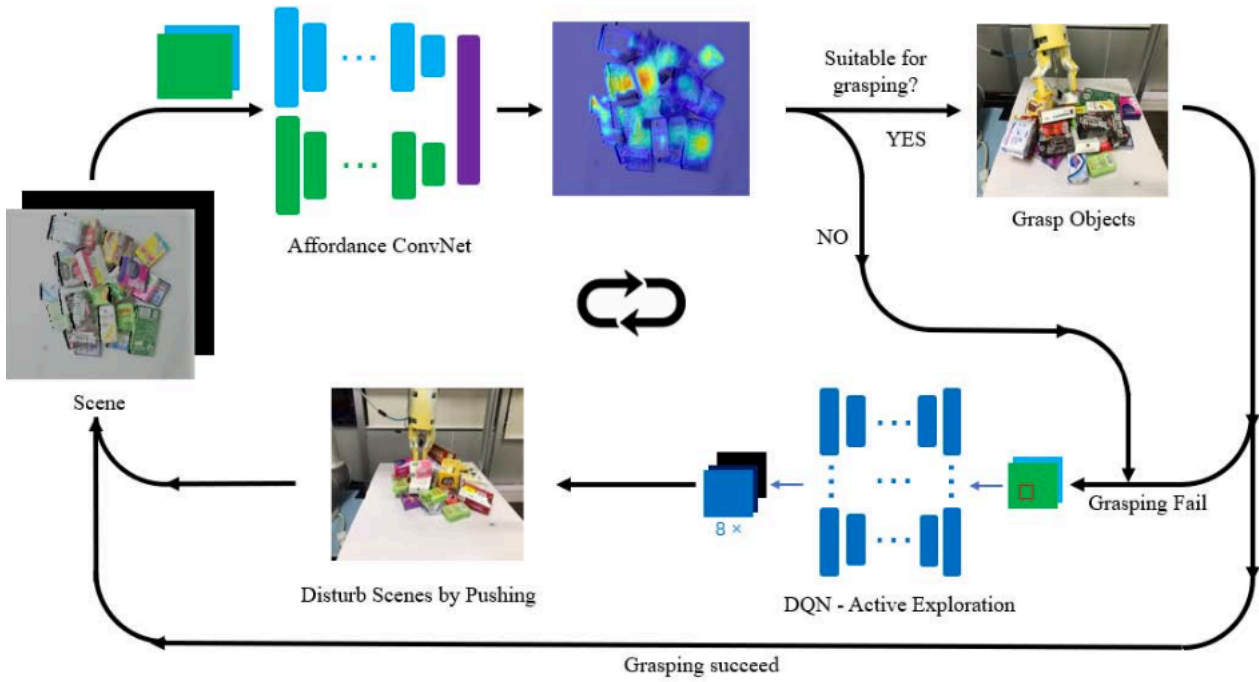 Suitable for
grasping?
YES
Grasp Objects
Affordance ConvNet
NO
Scene
Grasping Fail
8 ×
Disturb Scenes by Pushing
DQN - Active Exploration
Grasping succeed